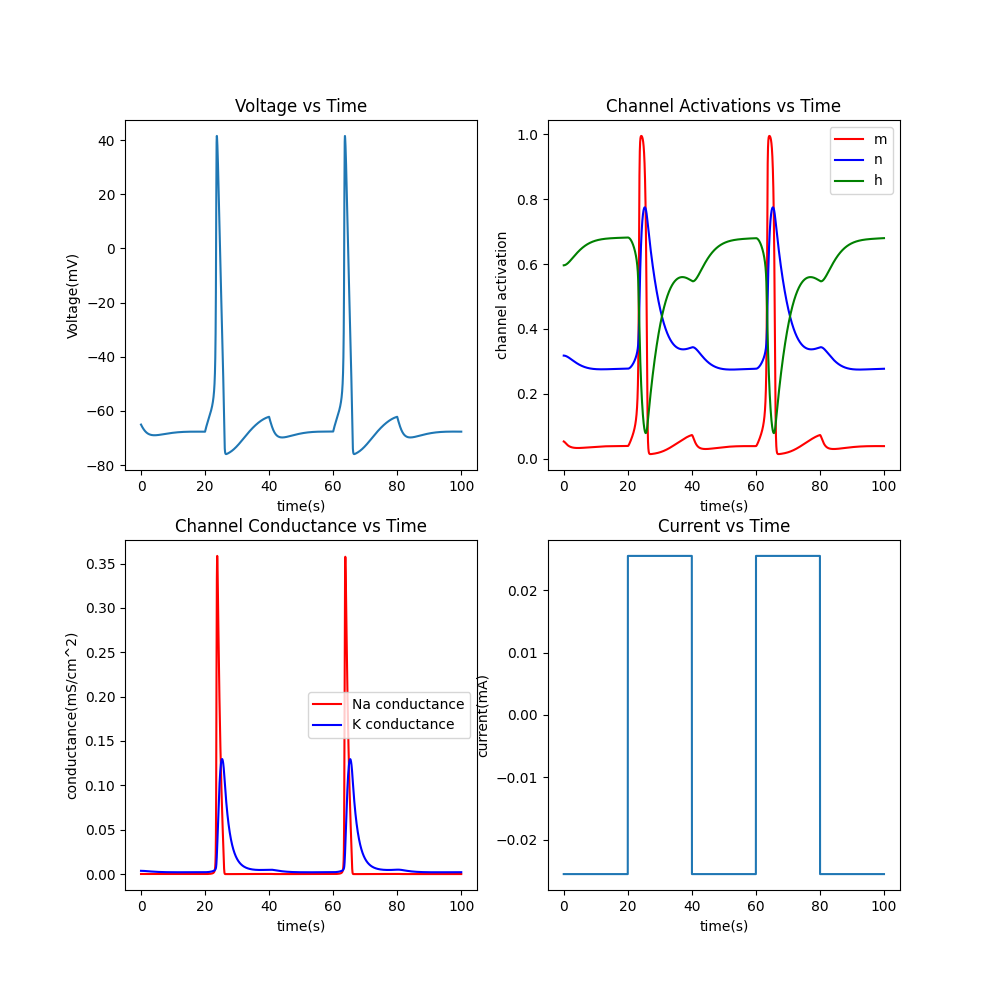 Voltage vs Time
Voltage(mV)
40
20
0
−20
−40
−60
−80
0 20 40 60 80 100
time(s)
Channel Activations vs Time
channel activation
1.0
0.8
0.6
0.4
0.2
0.0
m
n
h
0 20 40 60 80 100
time(s)
Channel Conductance vs Time
conductance(mS/cm^2)
0.35
0.30
0.25
0.20
0.15
0.10
0.05
0.00
Na conductance
K conductance
0 20 40 60 80 100
time(s)
Current vs Time
current(mA)
0.02
0.01
0.00
−0.01
−0.02
0 20 40 60 80 100
time(s)